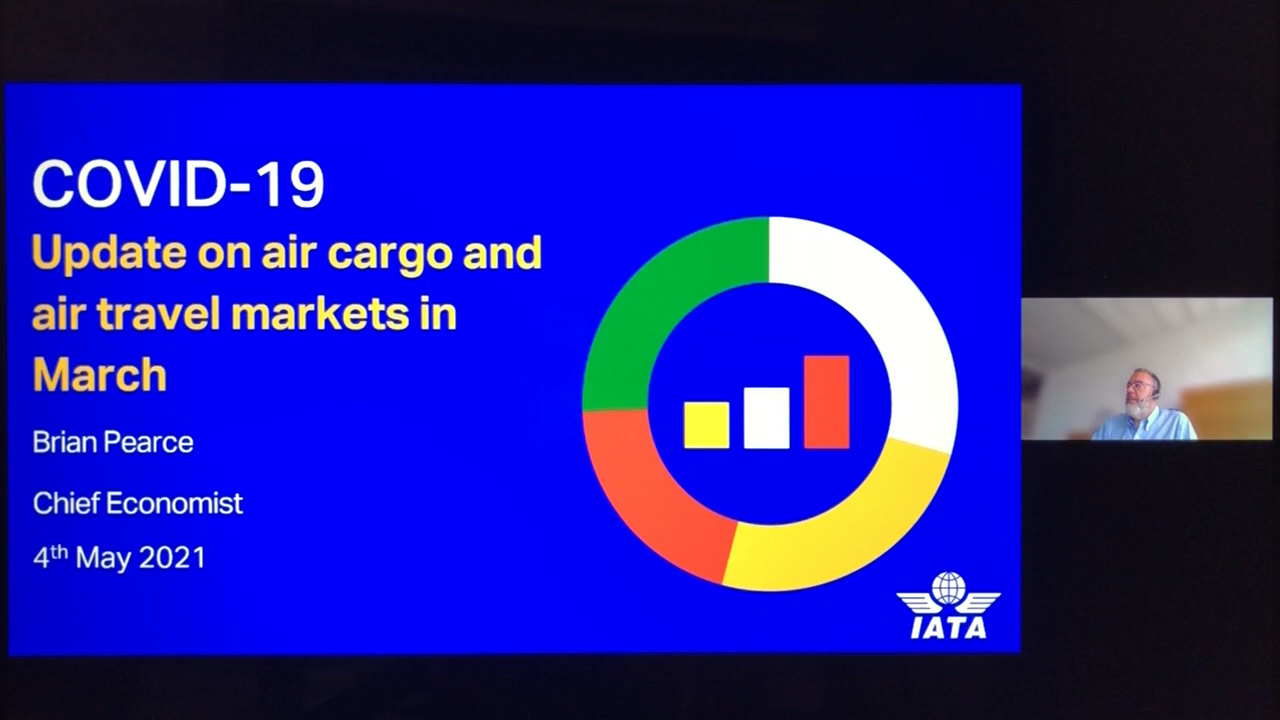 COVID-19
Update on air cargo and
air travel markets in
March
Brian Pearce
Chief Economist
4th May 2021
IATA